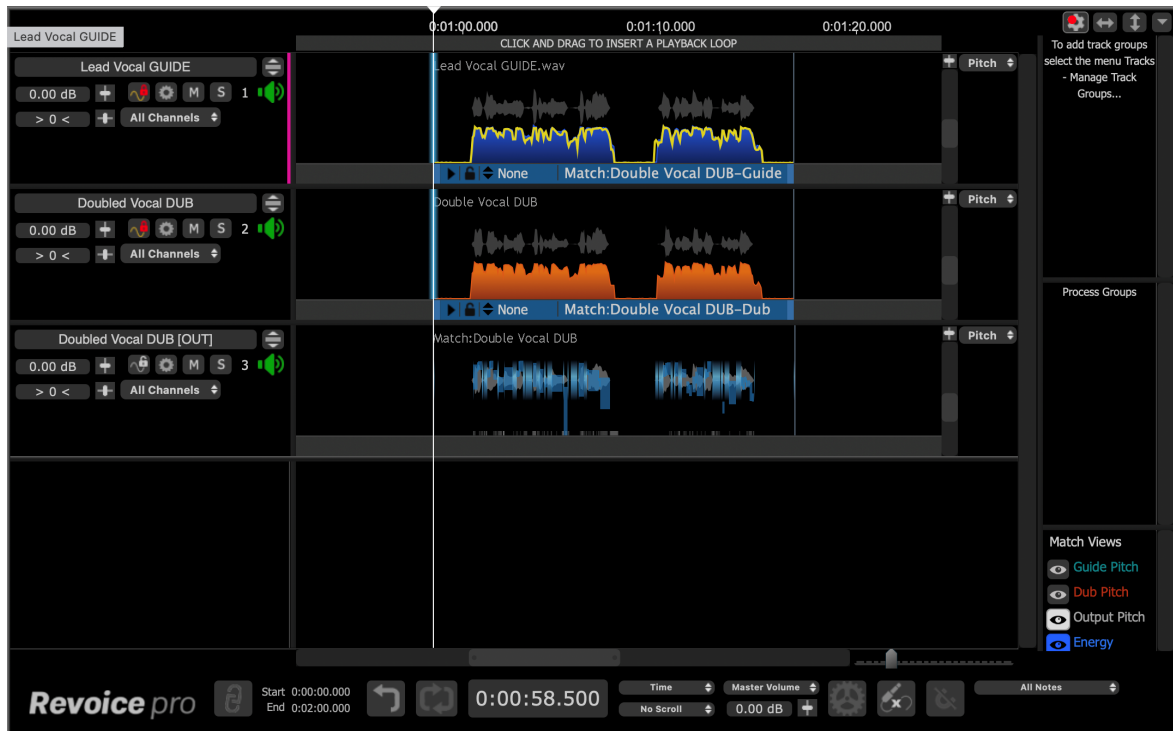 0:01:00.000 0:01:10.000 0:01:20.000
Lead Vocal GUIDE
CLICK AND DRAG TO INSERT A PLAYBACK LOOP
To add track groups
select the menu Tracks
- Manage Track
Groups...
Lead Vocal GUIDE
Lead Vocal GUIDE.wav
Pitch
0.00 dB M S 1
> 0 < All Channels
None Match:Double Vocal DUB-Guide
Doubled Vocal DUB
Double Vocal DUB
Pitch
0.00 dB M S 2
> 0 < All Channels
None Match:Double Vocal DUB-Dub
Process Groups
Doubled Vocal DUB [OUT]
Match:Double Vocal DUB
Pitch
0.00 dB M S 3
> 0 < All Channels
Match Views
Guide Pitch
Dub Pitch
Output Pitch
Energy
Revoice pro
Start 0:00:00.000
End 0:02:00.000
0:00:58.500
Time
No Scroll
Master Volume
0.00 dB
x
All Notes